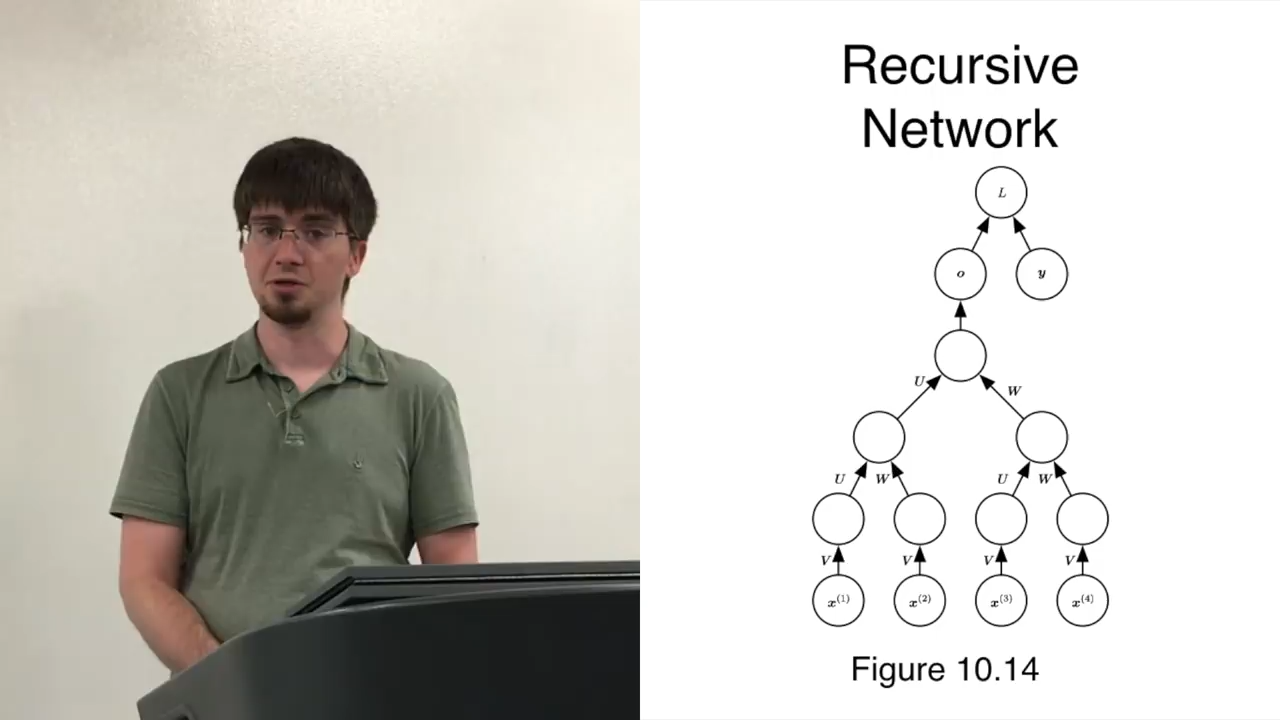 Recursive
Network
L
o y
U W
U W U W
V V V V
x⁽¹⁾ x⁽²⁾ x⁽³⁾ x⁽⁴⁾
Figure 10.14